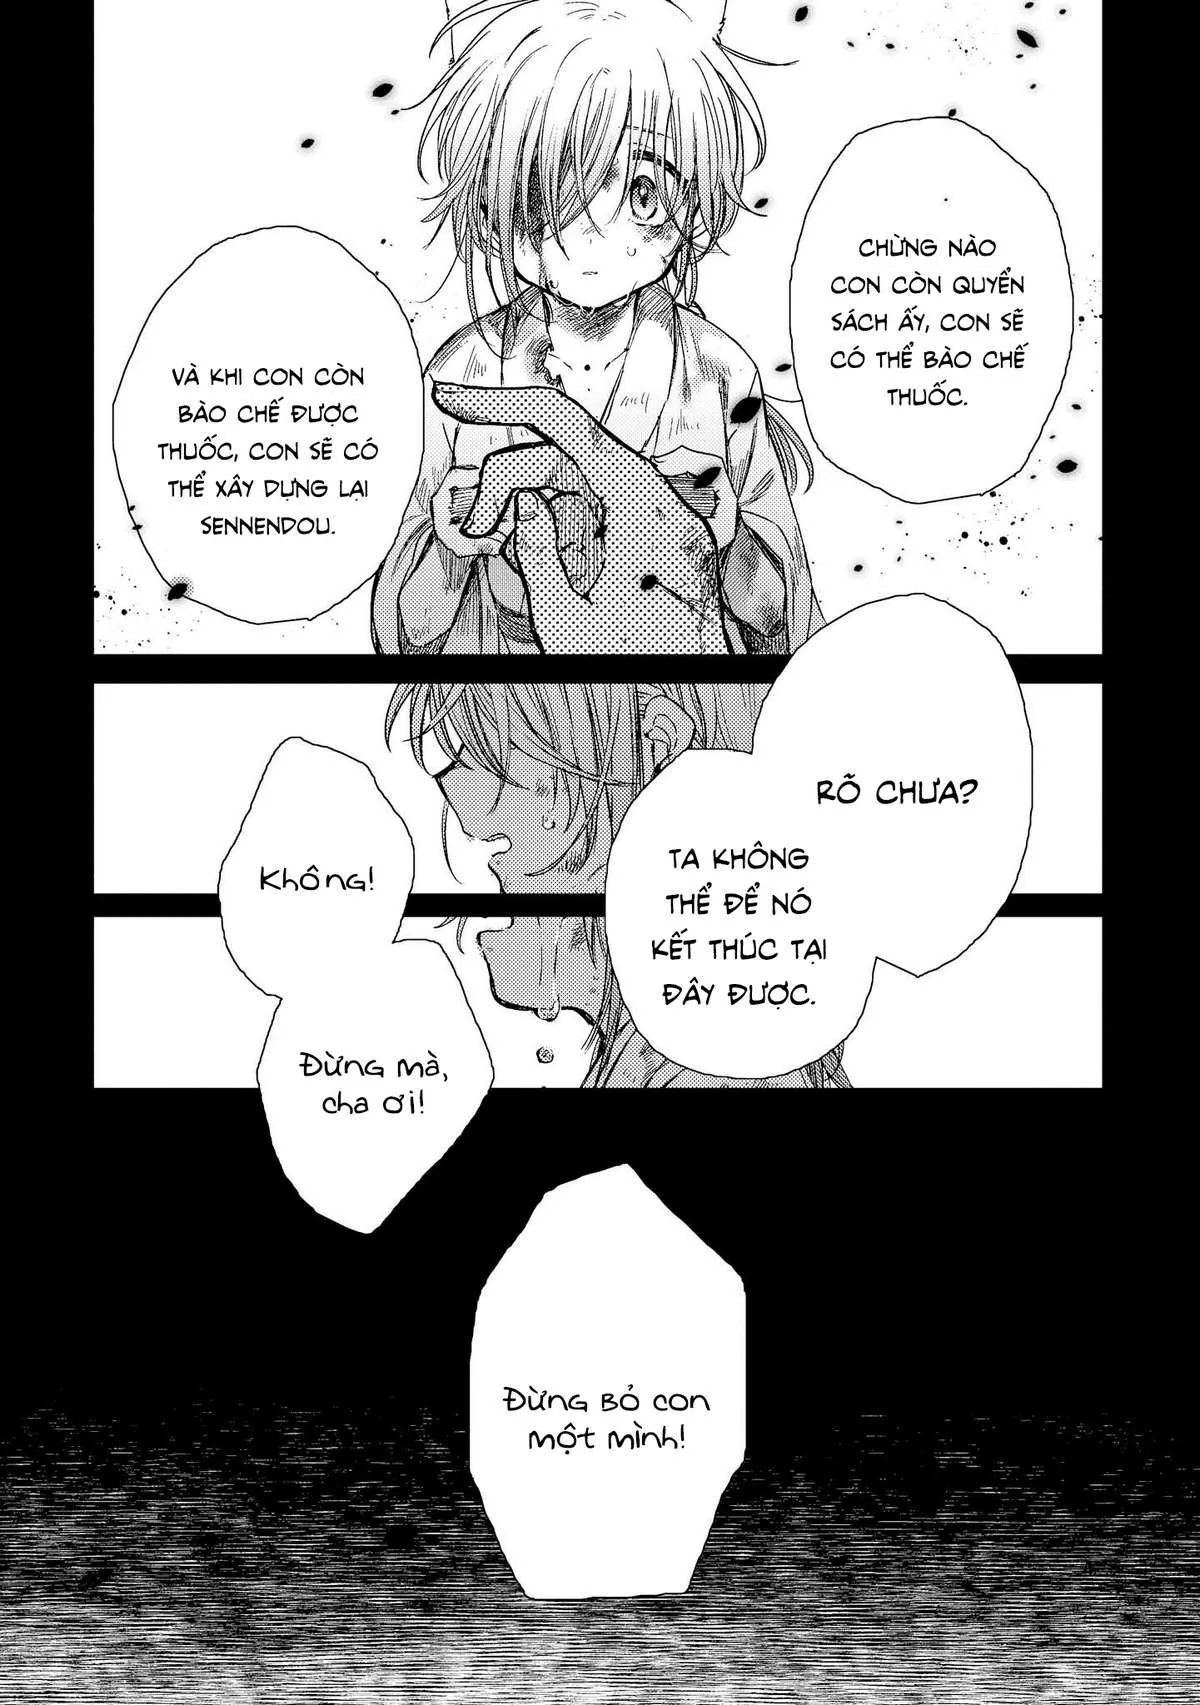 CHỪNG NÀO
CON CÒN QUYỂN
SÁCH ẤY, CON SẼ
CÓ THỂ BÀO CHẾ
THUỐC.
VÀ KHI CON CÒN
BÀO CHẾ ĐƯỢC
THUỐC, CON SẼ CÓ
THỂ XÂY DỰNG LẠI
SENNENDOU.
RÕ CHƯA?
TA KHÔNG
THỂ ĐỂ NÓ
KẾT THÚC TẠI
ĐÂY ĐƯỢC.
Không!
Đừng mà,
cha ơi!
Đừng bỏ con
một mình!